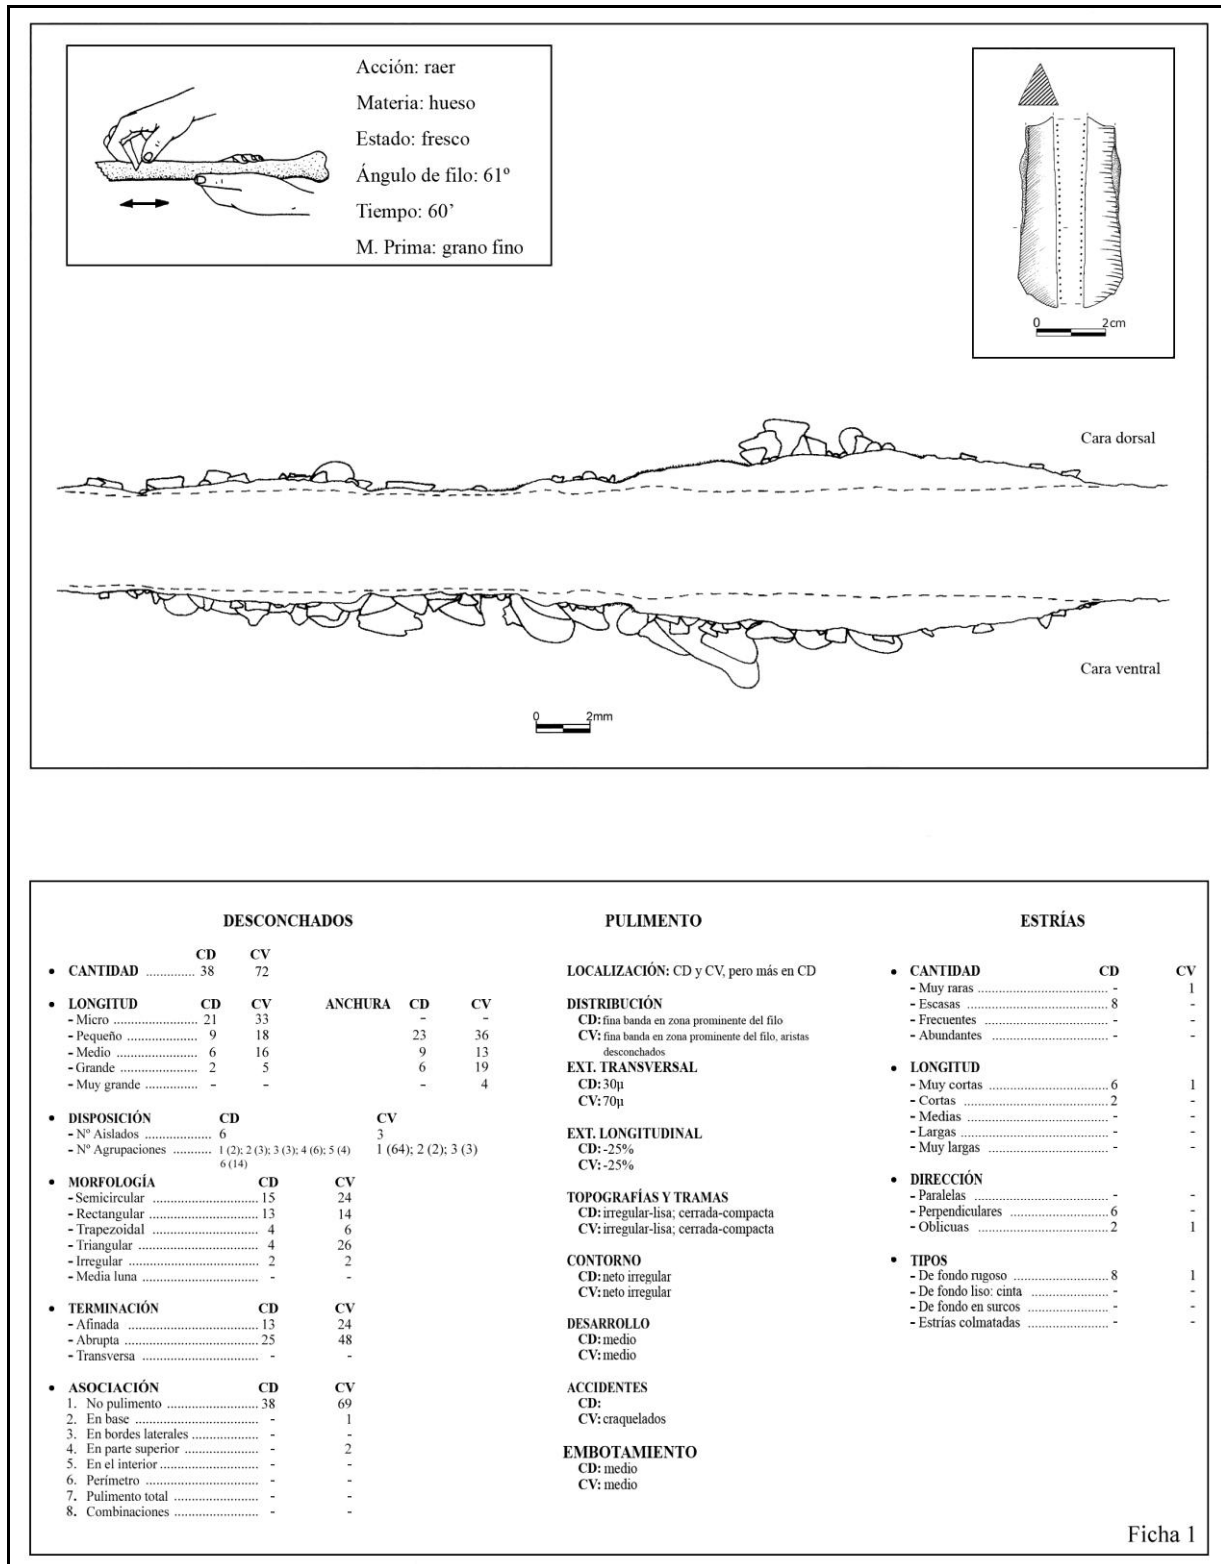 Acción: raer
Materia: hueso
Estado: fresco
Ángulo de filo: 61º
Tiempo: 60’
M. Prima: grano fino
0 2cm
Cara dorsal
Cara ventral
0 2mm
DESCONCHADOS
CD CV
• CANTIDAD ............ 38 72
• LONGITUD CD CV ANCHURA CD CV
- Micro ....................... 21 33 - -
- Pequeño ................... 9 18 23 36
- Medio ...................... 6 16 9 13
- Grande ..................... 2 5 6 19
- Muy grande .............. - - - 4
• DISPOSICIÓN CD CV
- Nº Aislados .................. 6 3
- Nº Agrupaciones .......... 1 (2); 2 (3); 3 (3); 4 (6); 5 (4) 1 (64); 2 (2); 3 (3)
6 (14)
• MORFOLOGÍA CD CV
- Semicircular ............................. 15 24
- Rectangular .............................. 13 14
- Trapezoidal .............................. 4 6
- Triangular ................................ 4 26
- Irregular ................................... 2 2
- Media luna ............................... - -
• TERMINACIÓN CD CV
- Afinada .................................... 13 24
- Abrupta .................................... 25 48
- Transversa ................................ - -
• ASOCIACIÓN CD CV
1. No pulimento ......................... 38 69
2. En base .................................. - 1
3. En bordes laterales .................. - -
4. En parte superior .................... - 2
5. En el interior .......................... - -
6. Perímetro ............................... - -
7. Pulimento total ....................... - -
8. Combinaciones ....................... - -
PULIMENTO
LOCALIZACIÓN: CD y CV, pero más en CD
DISTRIBUCIÓN
CD: fina banda en zona prominente del filo
CV: fina banda en zona prominente del filo, aristas
desconchados
EXT. TRANSVERSAL
CD: 30μ
CV: 70μ
EXT. LONGITUDINAL
CD: -25%
CV: -25%
TOPOGRAFÍAS Y TRAMAS
CD: irregular-lisa; cerrada-compacta
CV: irregular-lisa; cerrada-compacta
CONTORNO
CD: neto irregular
CV: neto irregular
DESARROLLO
CD: medio
CV: medio
ACCIDENTES
CD:
CV: craquelados
EMBOTAMIENTO
CD: medio
CV: medio
ESTRÍAS
• CANTIDAD CD CV
- Muy raras .................................... - 1
- Escasas ........................................ 8 -
- Frecuentes ................................... - -
- Abundantes ................................. - -
• LONGITUD
- Muy cortas .................................. 6 1
- Cortas .......................................... 2 -
- Medias ......................................... - -
- Largas .......................................... - -
- Muy largas ................................... - -
• DIRECCIÓN
- Paralelas ...................................... - -
- Perpendiculares ........................... 6 -
- Oblicuas ...................................... 2 1
• TIPOS
- De fondo rugoso .......................... 8 1
- De fondo liso: cinta ..................... - -
- De fondo en surcos ...................... - -
- Estrías colmatadas ....................... - -
Ficha 1